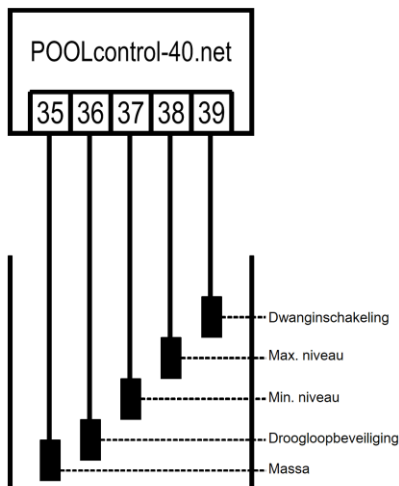 POOLcontrol-40.net
35 36 37 38 39
Dwanginschakeling
Max. niveau
Min. niveau
Droogloopbeveiliging
Massa